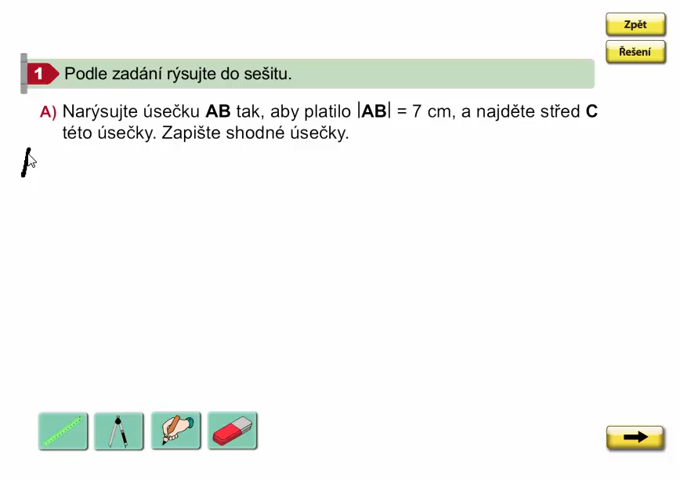 Zpět
Řešení
1 Podle zadání rýsujte do sešitu.
A) Narýsujte úsečku AB tak, aby platilo |AB| = 7 cm, a najděte střed C
této úsečky. Zapište shodné úsečky.